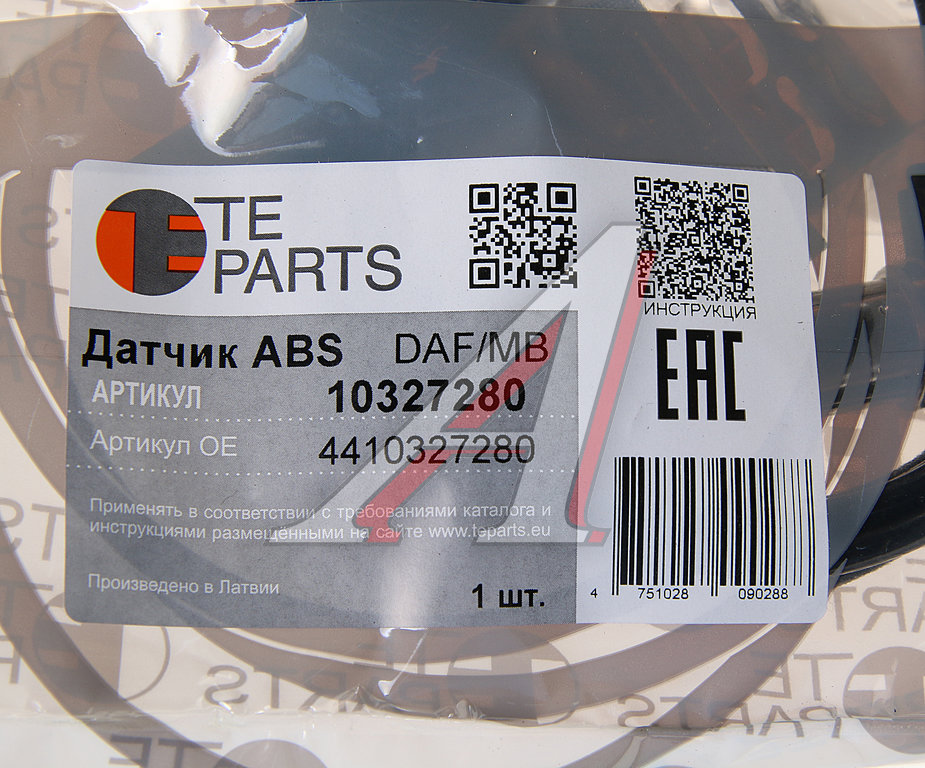 TE
PARTS
ИНСТРУКЦИЯ
EAC
Датчик ABS DAF/MB
АРТИКУЛ 10327280
Артикул OE 4410327280
Применять в соответствии с требованиями каталога и
инструкциями размещёнными на сайте www.teparts.eu
Произведено в Латвии
1 шт.
4 751028 090288